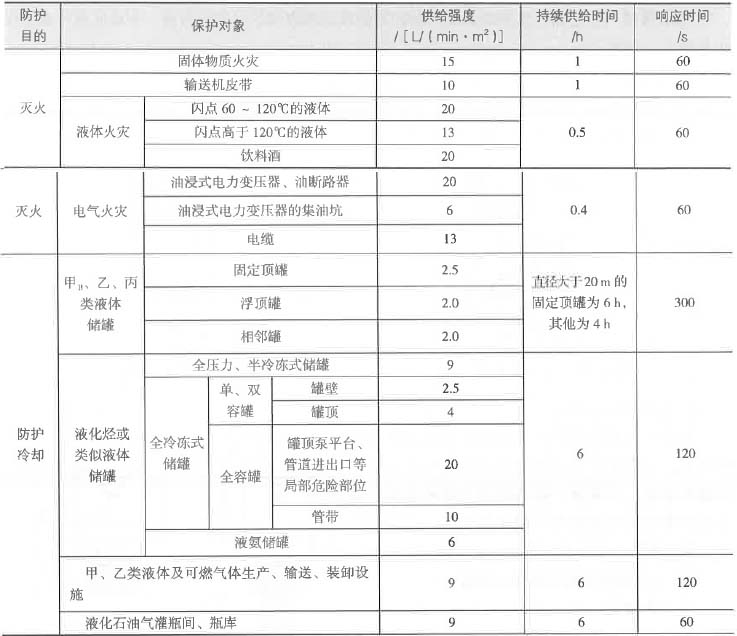 防护目的 保护对象 供给强度/[L/(min·m²)] 持续供给时间/h 响应时间/s
灭火 固体物质火灾 15 1 60
输送机皮带 10 1 60
液体火灾 闪点60～120℃的液体 20 0.5 60
闪点高于120℃的液体 13
饮料酒 20
灭火 电气火灾 油浸式电力变压器、油断路器 20 0.4 60
油浸式电力变压器的集油坑 6
电缆 13
防护冷却 甲B、乙、丙类液体储罐 固定顶罐 2.5 直径大于20 m的固定顶罐为6 h，其他为4 h 300
浮顶罐 2.0
相邻罐 2.0
液化烃或类似液体储罐 全压力、半冷冻式储罐 9 6 120
全冷冻式储罐 单、双容罐 罐壁 2.5
罐顶 4
全容罐 罐顶泵平台、管道进出口等局部危险部位 20
管带 10
液氨储罐 6
甲、乙类液体及可燃气体生产、输送、装卸设施 9 6 120
液化石油气灌瓶间、瓶库 9 6 60